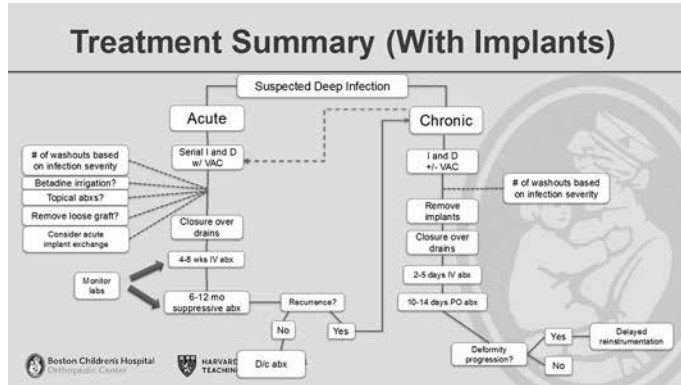 Treatment Summary (With Implants)
Suspected Deep Infection
Acute
Chronic
Serial I and D
w/ VAC
I and D
+/- VAC
# of washouts based
on infection severity
Betadine irrigation?
Topical abxs?
Remove loose graft?
Consider acute
implant exchange
# of washouts based
on infection severity
Remove
implants
Closure over
drains
Closure over
drains
4-8 wks IV abx
2-5 days IV abx
Monitor
labs
6-12 mo
suppressive abx
Recurrence?
10-14 days PO abx
No
Yes
D/c abx
Deformity
progression?
Yes
No
Delayed
reinstrumentation
Boston Children's Hospital
Orthopedic Center
HARVARD
TEACHING